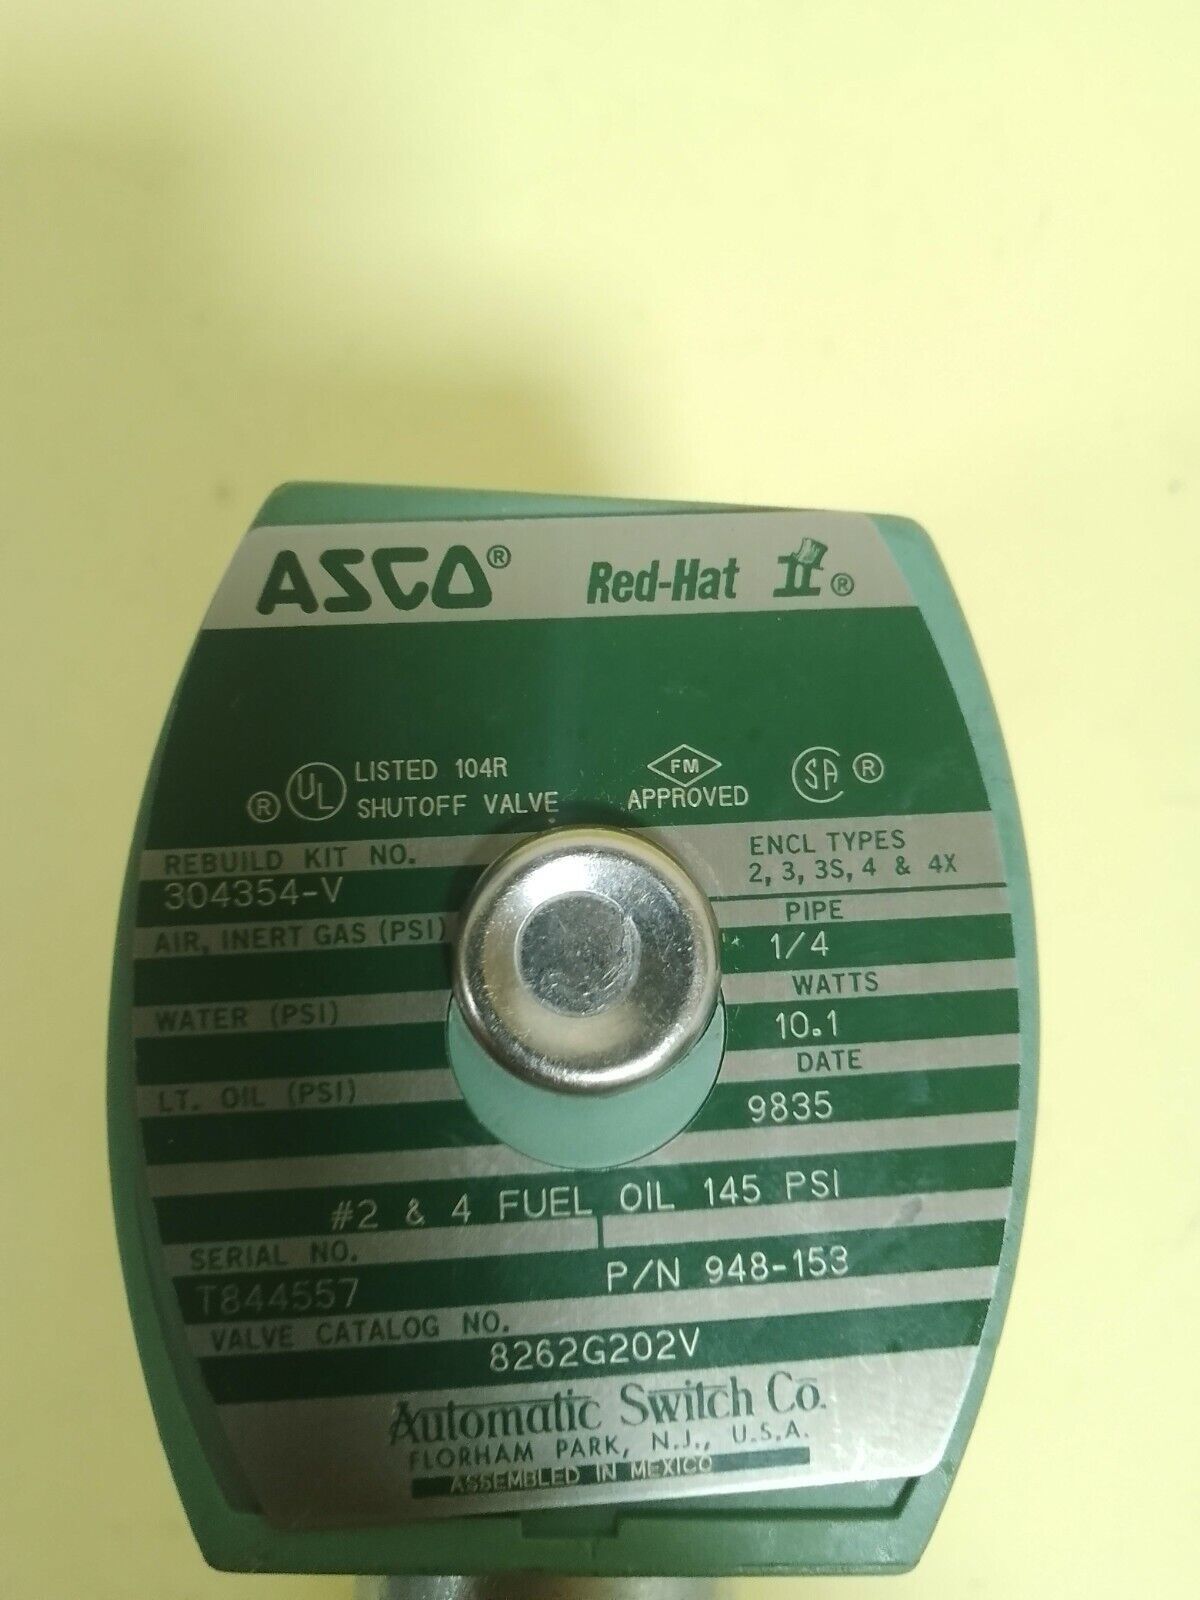 ASCO® Red-Hat II®
® UL LISTED 104R SHUTOFF VALVE
FM APPROVED
SA ®
REBUILD KIT NO.
304354-V
ENCL TYPES
2, 3, 3S, 4 & 4X
AIR, INERT GAS (PSI)
PIPE
1/4
WATER (PSI)
WATTS
10.1
LT. OIL (PSI)
DATE
9835
#2 & 4 FUEL OIL 145 PSI
SERIAL NO.
T844557
P/N 948-153
VALVE CATALOG NO.
8262G202V
Automatic Switch Co.
FLORHAM PARK, N.J., U.S.A.
ASSEMBLED IN MEXICO